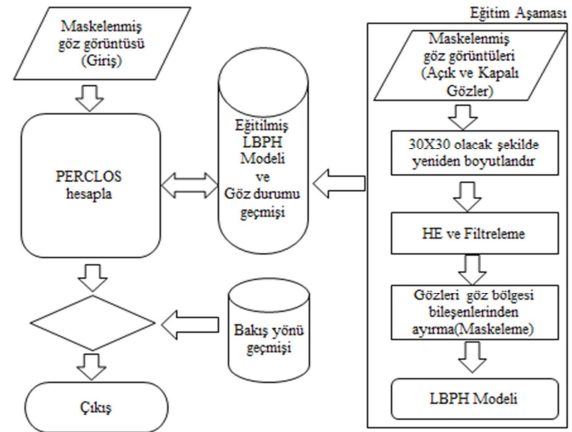 Eğitim Aşaması
Maskelenmiş
göz görüntüsü
(Giriş)
PERCLOS
hesapla
Çıkış
Eğitilmiş
LBPH
Modeli
ve
Göz durumu
geçmişi
Bakış yönü
geçmişi
Maskelenmiş
göz görüntüleri
(Açık ve Kapalı
Gözler)
30X30 olacak şekilde
yeniden boyutlandır
HE ve Filtreleme
Gözleri göz bölgesi
bileşenlerinden
ayırma(Maskeleme)
LBPH Modeli